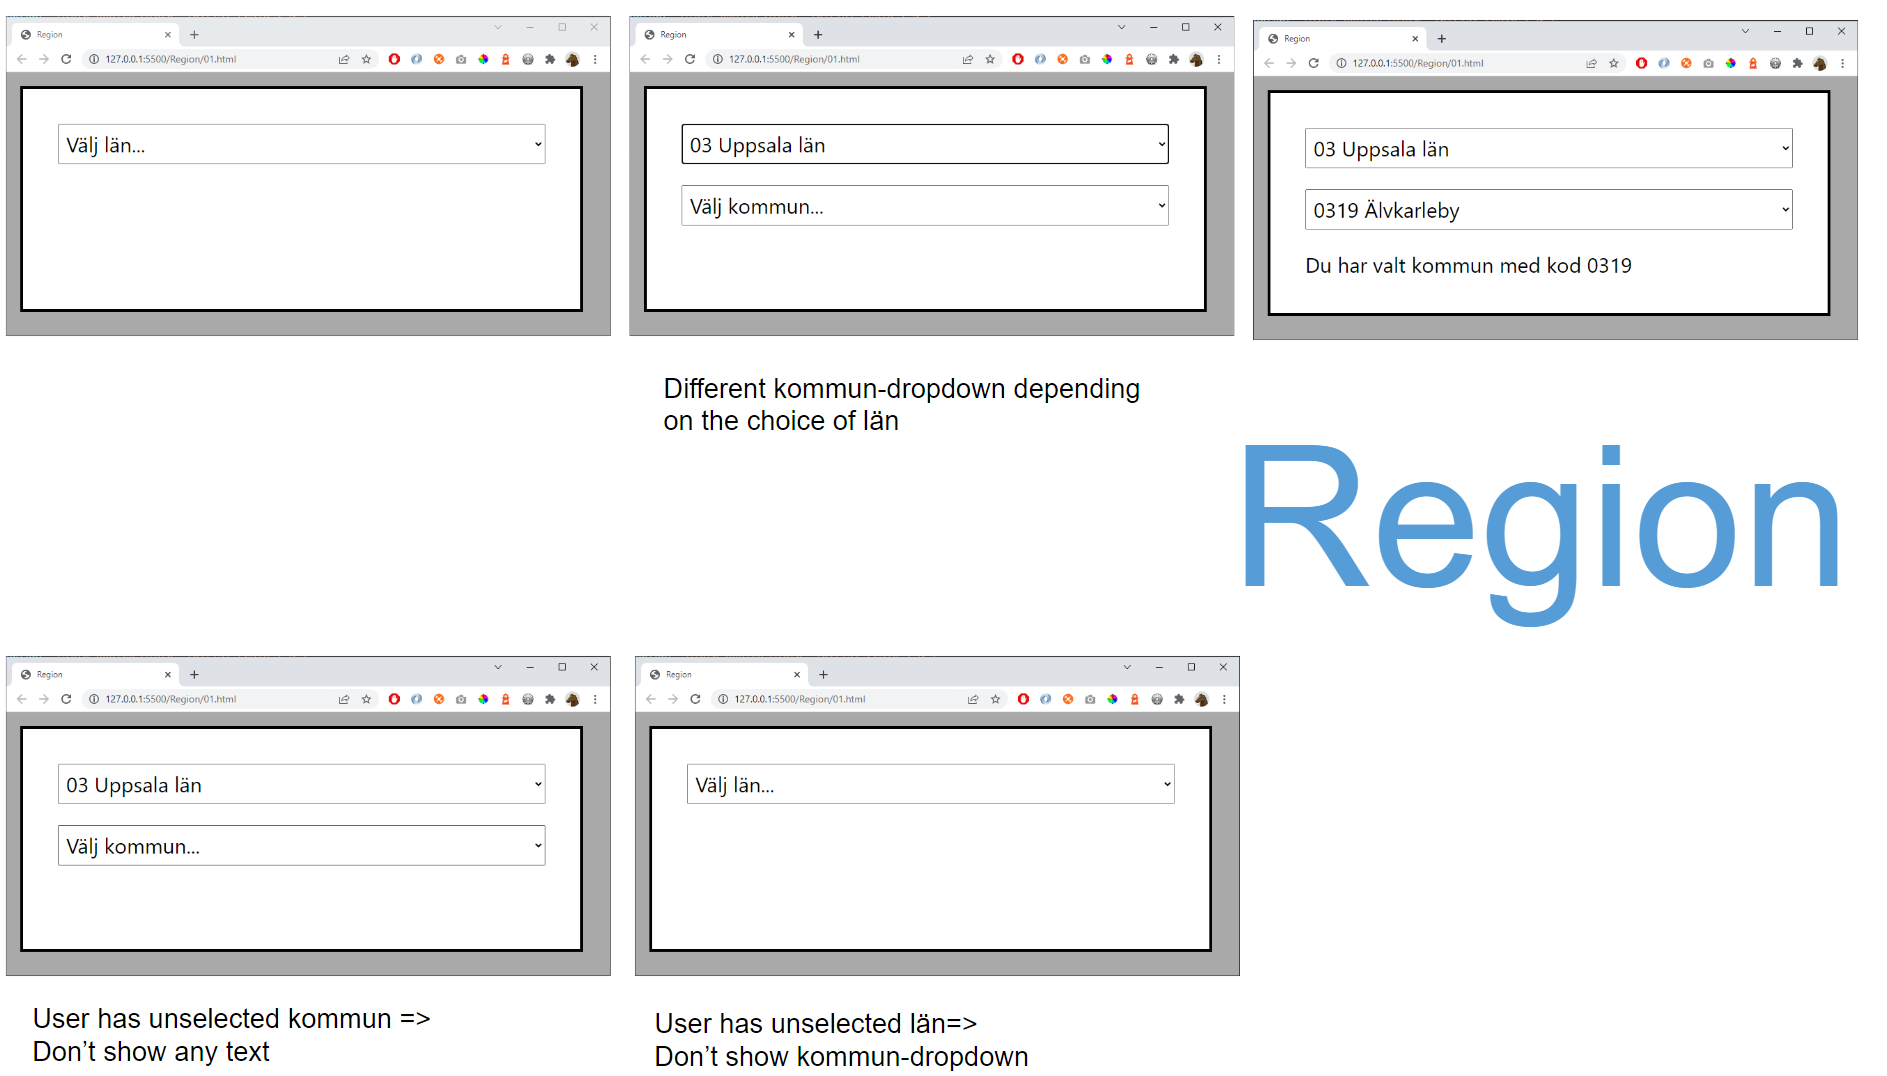 Region
127.0.0.1:5500/Region/01.html
Välj län...
Region
127.0.0.1:5500/Region/01.html
03 Uppsala län
Välj kommun...
Different kommun-dropdown depending
on the choice of län
Region
127.0.0.1:5500/Region/01.html
03 Uppsala län
0319 Älvkarleby
Du har valt kommun med kod 0319
Region
Region
127.0.0.1:5500/Region/01.html
03 Uppsala län
Välj kommun...
User has unselected kommun =>
Don't show any text
Region
127.0.0.1:5500/Region/01.html
Välj län...
User has unselected län=>
Don't show kommun-dropdown